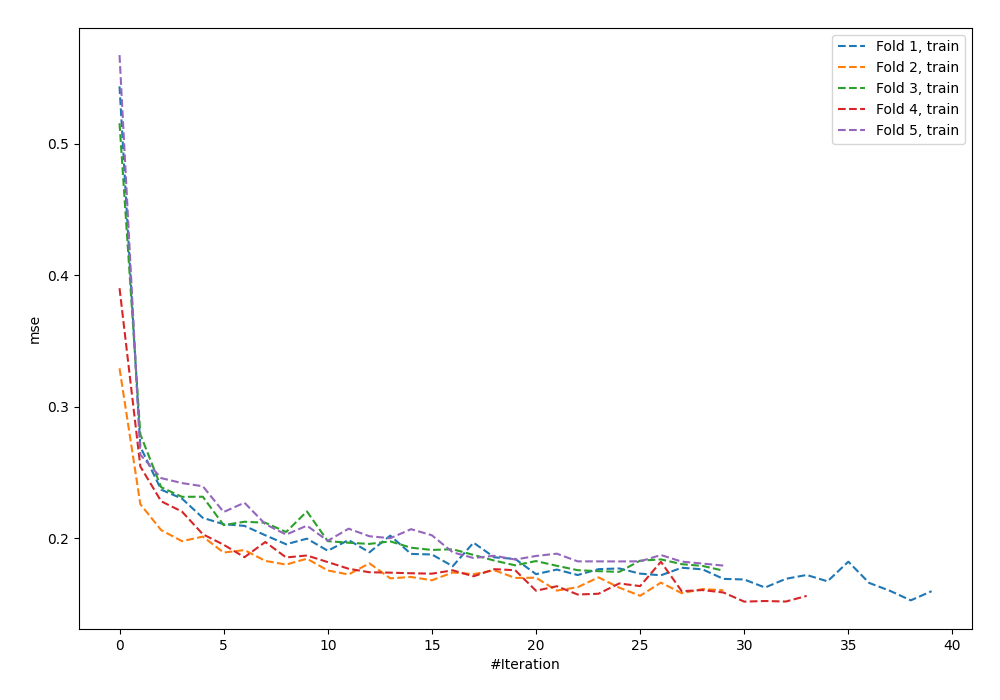 Fold 1, train
Fold 2, train
Fold 3, train
Fold 4, train
Fold 5, train
0.5
0.4
0.3
0.2
mse
0 5 10 15 20 25 30 35 40
#Iteration